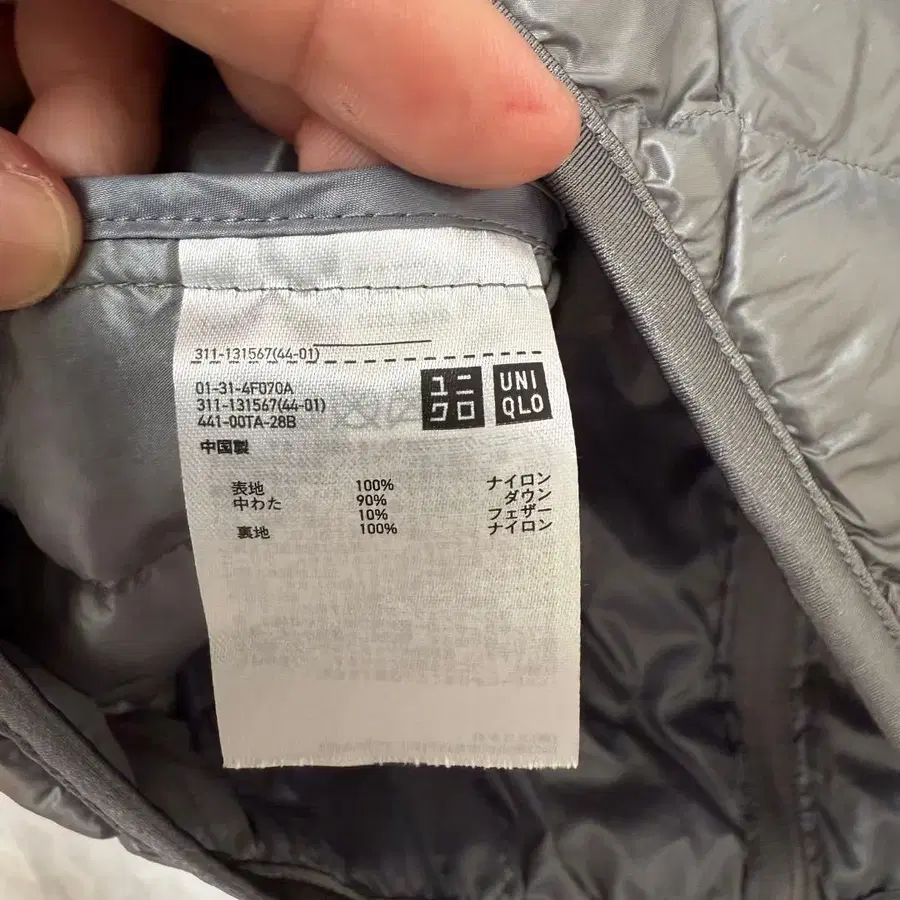 311-131567(44-01)
01-31-4F070A
311-131567(44-01)
441-00TA-28B
ユニ
クロ
UNI
QLO
中国製
表地 100% ナイロン
中わた 90% ダウン
10% フェザー
裏地 100% ナイロン